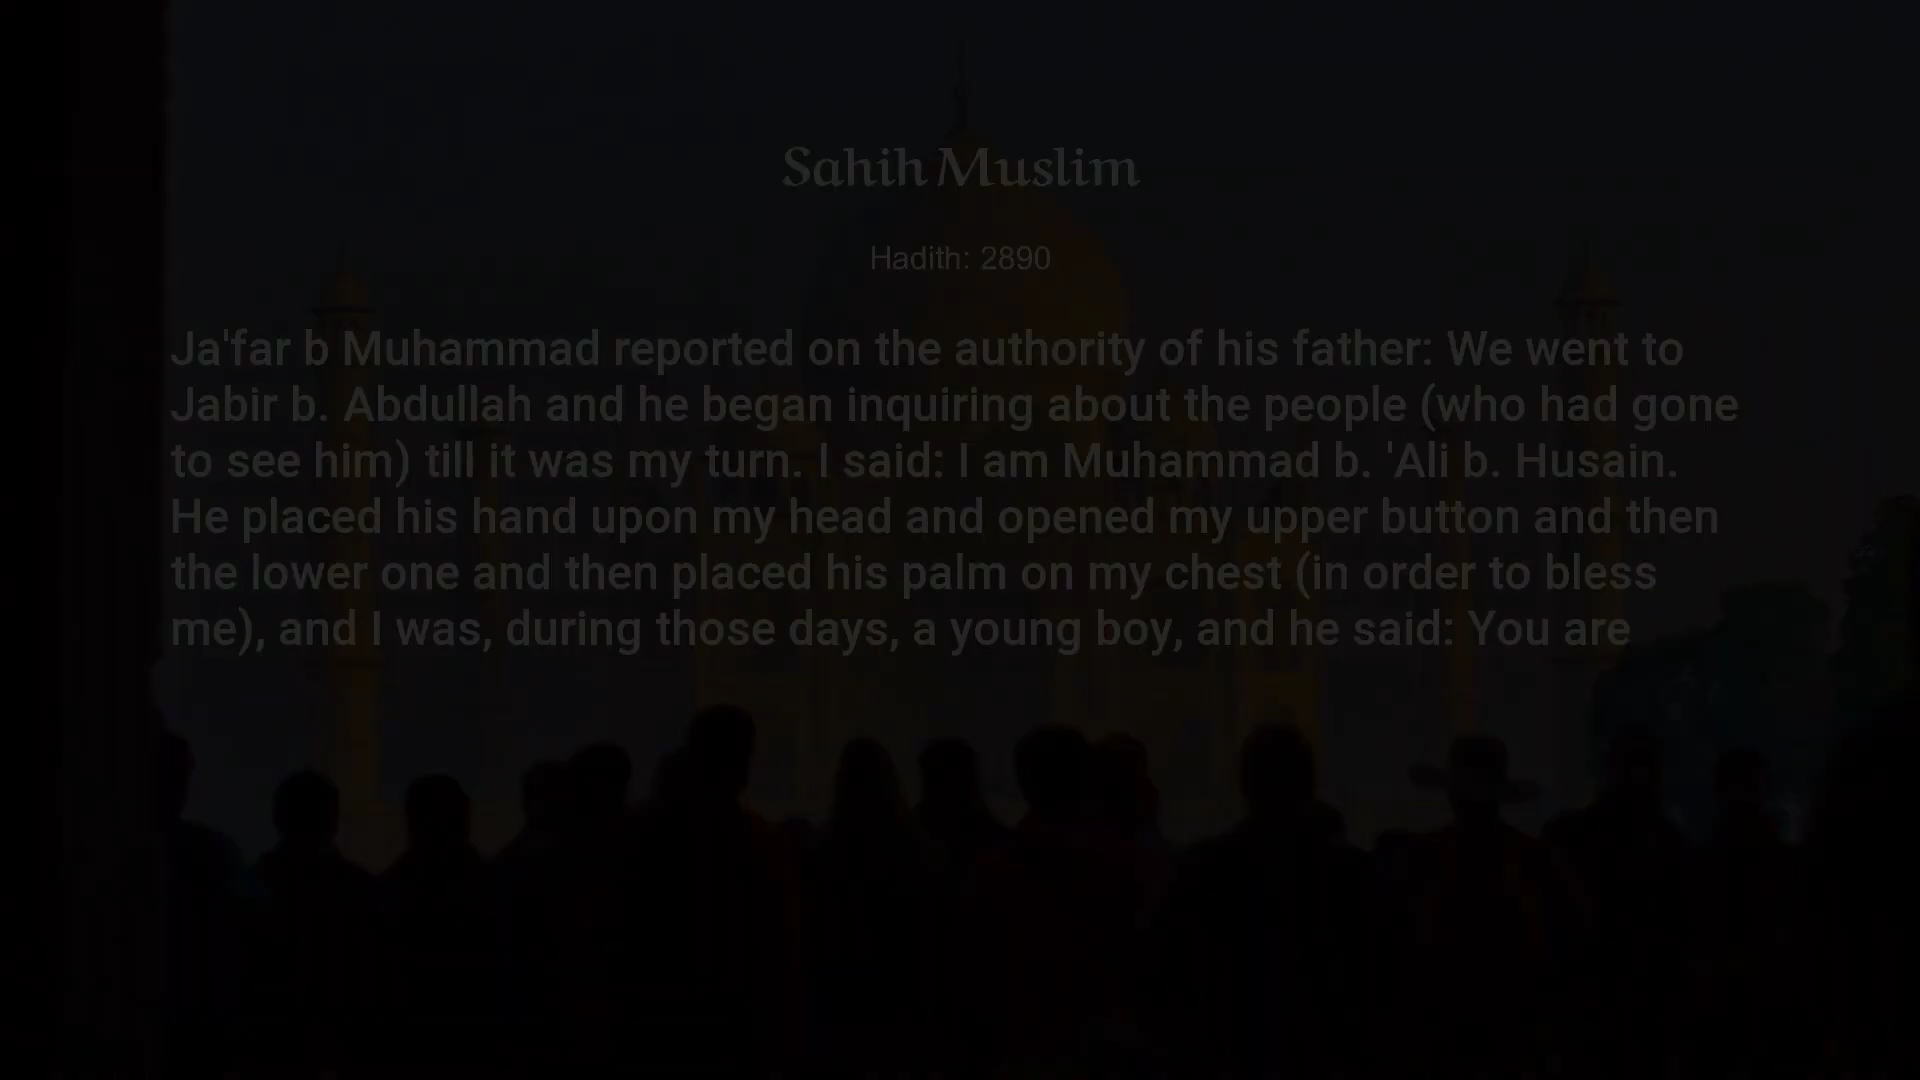 Sahih Muslim
Hadith: 2890
Ja'far b Muhammad reported on the authority of his father: We went to
Jabir b. Abdullah and he began inquiring about the people (who had gone
to see him) till it was my turn. I said: I am Muhammad b. 'Ali b. Husain.
He placed his hand upon my head and opened my upper button and then
the lower one and then placed his palm on my chest (in order to bless
me), and I was, during those days, a young boy, and he said: You are